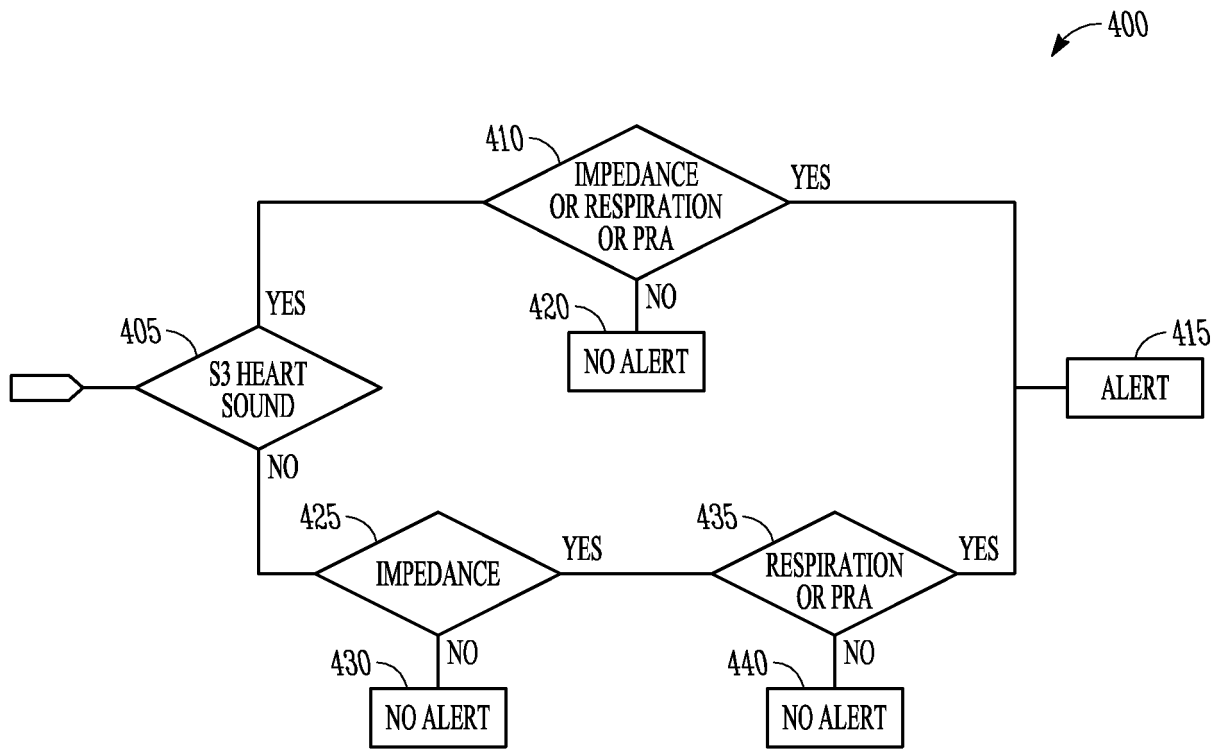 400
410
IMPEDANCE
OR RESPIRATION
OR PRA
YES
NO
420
NO ALERT
YES
405
S3 HEART
SOUND
NO
415
ALERT
425
IMPEDANCE
YES
NO
430
NO ALERT
435
RESPIRATION
OR PRA
YES
NO
440
NO ALERT